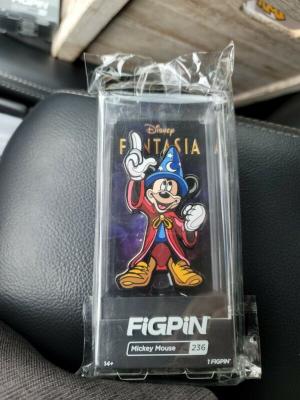 Disney
FANTASIA
FiGPiN
Mickey Mouse 236
14+ 1 FIGPIN